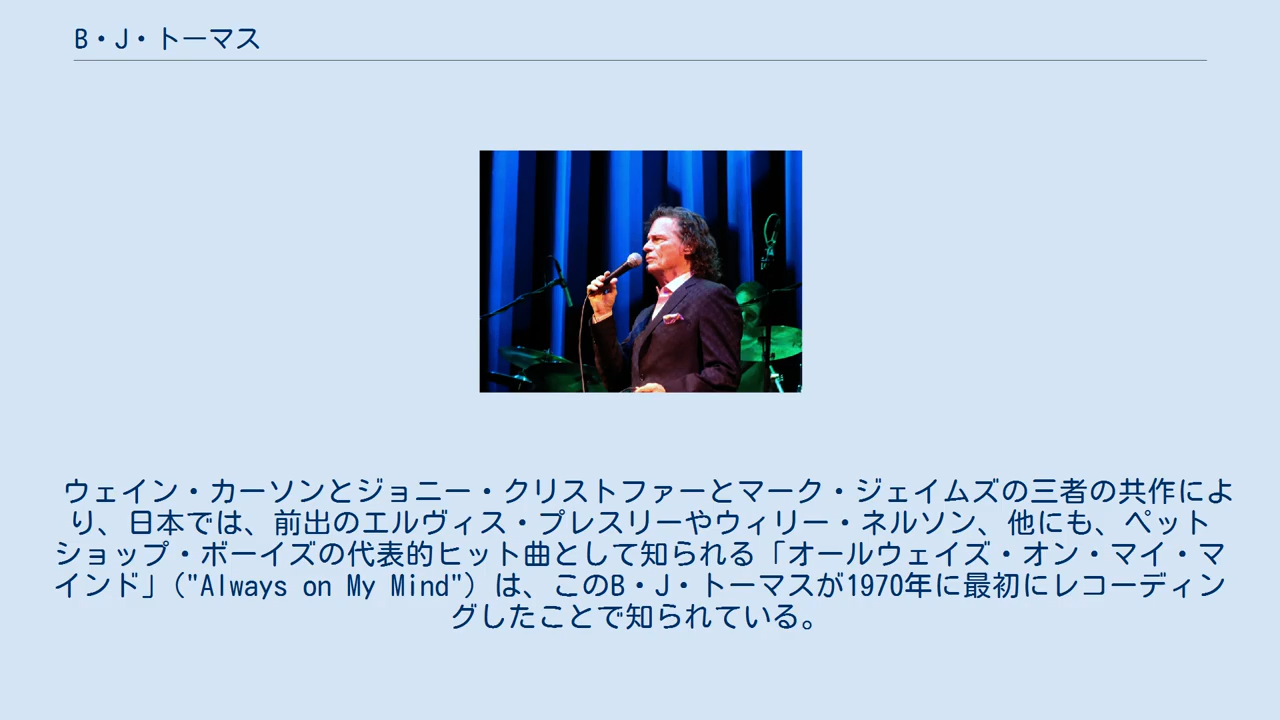 B・J・トーマス
ウェイン・カーソンとジョニー・クリストファーとマーク・ジェイムズの三者の共作によ
り、日本では、前出のエルヴィス・プレスリーやウィリー・ネルソン、他にも、ペット
ショップ・ボーイズの代表的ヒット曲として知られる「オールウェイズ・オン・マイ・マ
インド」("Always on My Mind")は、このB・J・トーマスが1970年に最初にレコーディン
グしたことで知られている。